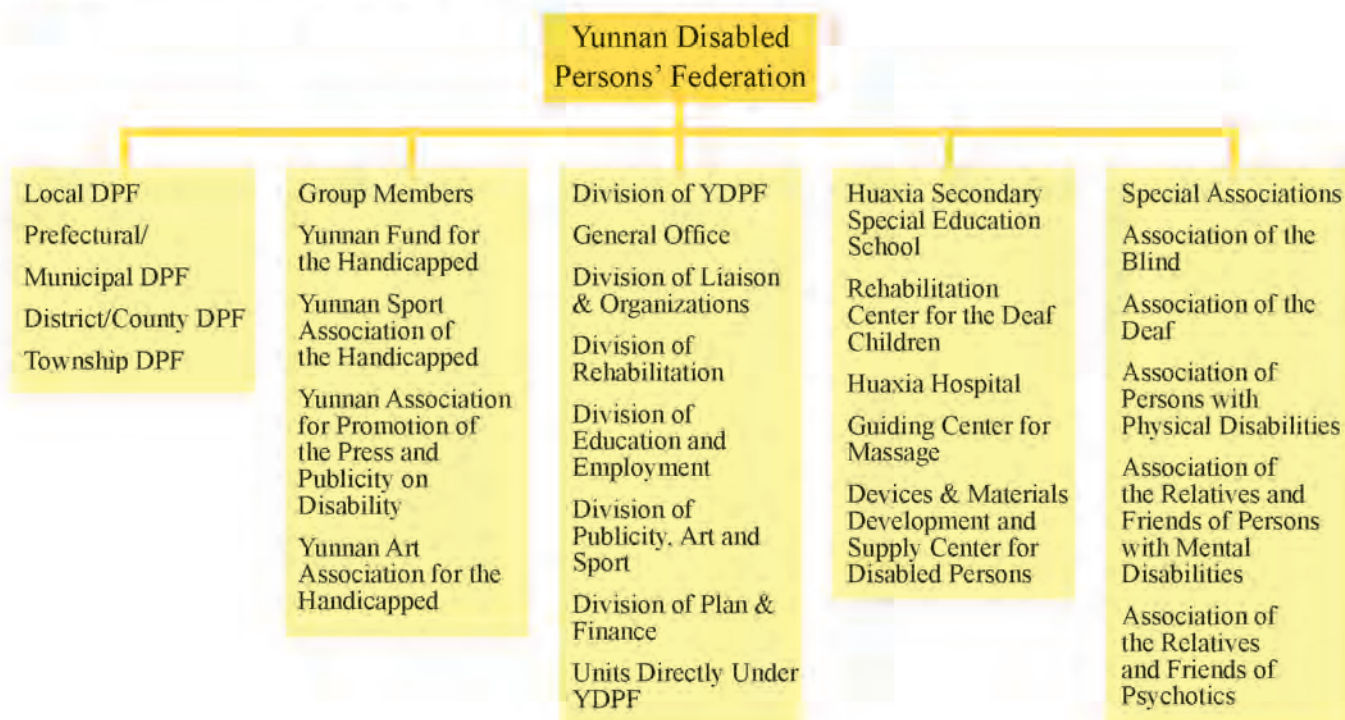 Yunnan Disabled
Persons' Federation
Local DPF
Prefectural/
Municipal DPF
District/County DPF
Township DPF
Group Members
Yunnan Fund for
the Handicapped
Yunnan Sport
Association of
the Handicapped
Yunnan Association
for Promotion of
the Press and
Publicity on
Disability
Yunnan Art
Association for the
Handicapped
Division of YDPF
General Office
Division of Liaison
& Organizations
Division of
Rehabilitation
Division of
Education and
Employment
Division of
Publicity, Art and
Sport
Division of Plan &
Finance
Units Directly Under
YDPF
Huaxia Secondary
Special Education
School
Rehabilitation
Center for the Deaf
Children
Huaxia Hospital
Guiding Center for
Massage
Devices & Materials
Development and
Supply Center for
Disabled Persons
Special Associations
Association of the
Blind
Association of the
Deaf
Association of
Persons with
Physical Disabilities
Association of
the Relatives and
Friends of Persons
with Mental
Disabilities
Association of
the Relatives
and Friends of
Psychotics